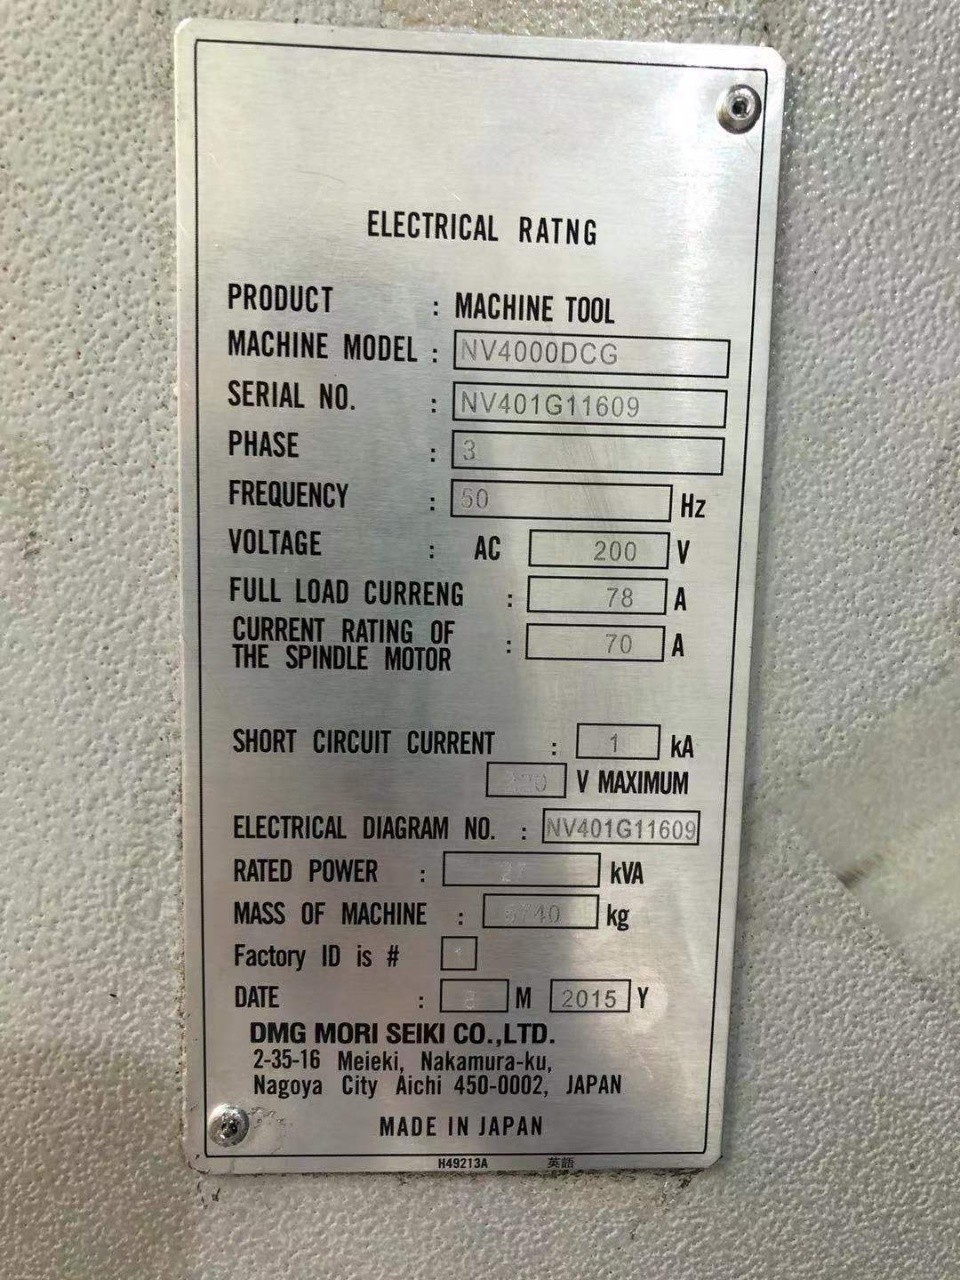 ELECTRICAL RATNG
PRODUCT : MACHINE TOOL
MACHINE MODEL : NV4000DCG
SERIAL NO. : NV401G11609
PHASE : 3
FREQUENCY : 50 Hz
VOLTAGE : AC 200 V
FULL LOAD CURRENG : 78 A
CURRENT RATING OF
THE SPINDLE MOTOR : 70 A
SHORT CIRCUIT CURRENT : 1 kA
V MAXIMUM
ELECTRICAL DIAGRAM NO. : NV401G11609
RATED POWER : 27 kVA
MASS OF MACHINE : kg
Factory ID is #
DATE : M 2015 Y
DMG MORI SEIKI CO.,LTD.
2-35-16 Meieki, Nakamura-ku,
Nagoya City Aichi 450-0002, JAPAN
MADE IN JAPAN
H49213A 英語